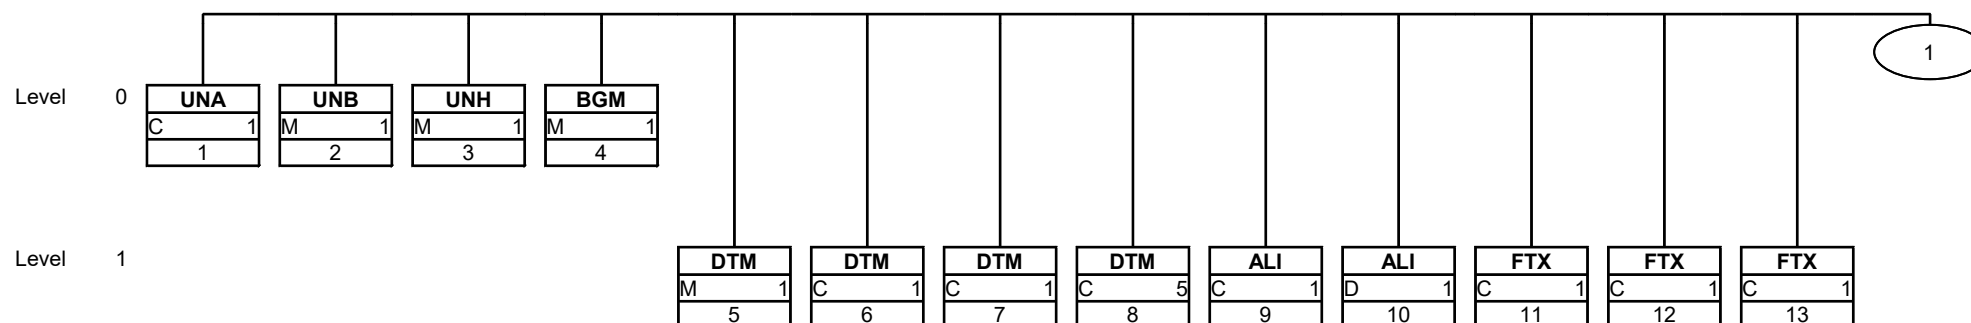 1
Level 0 UNA UNB UNH BGM
C 1 M 1 M 1 M 1
1 2 3 4
Level 1 DTM DTM DTM DTM ALI ALI FTX FTX FTX
M 1 C 1 C 1 C 5 C 1 D 1 C 1 C 1 C 1
5 6 7 8 9 10 11 12 13